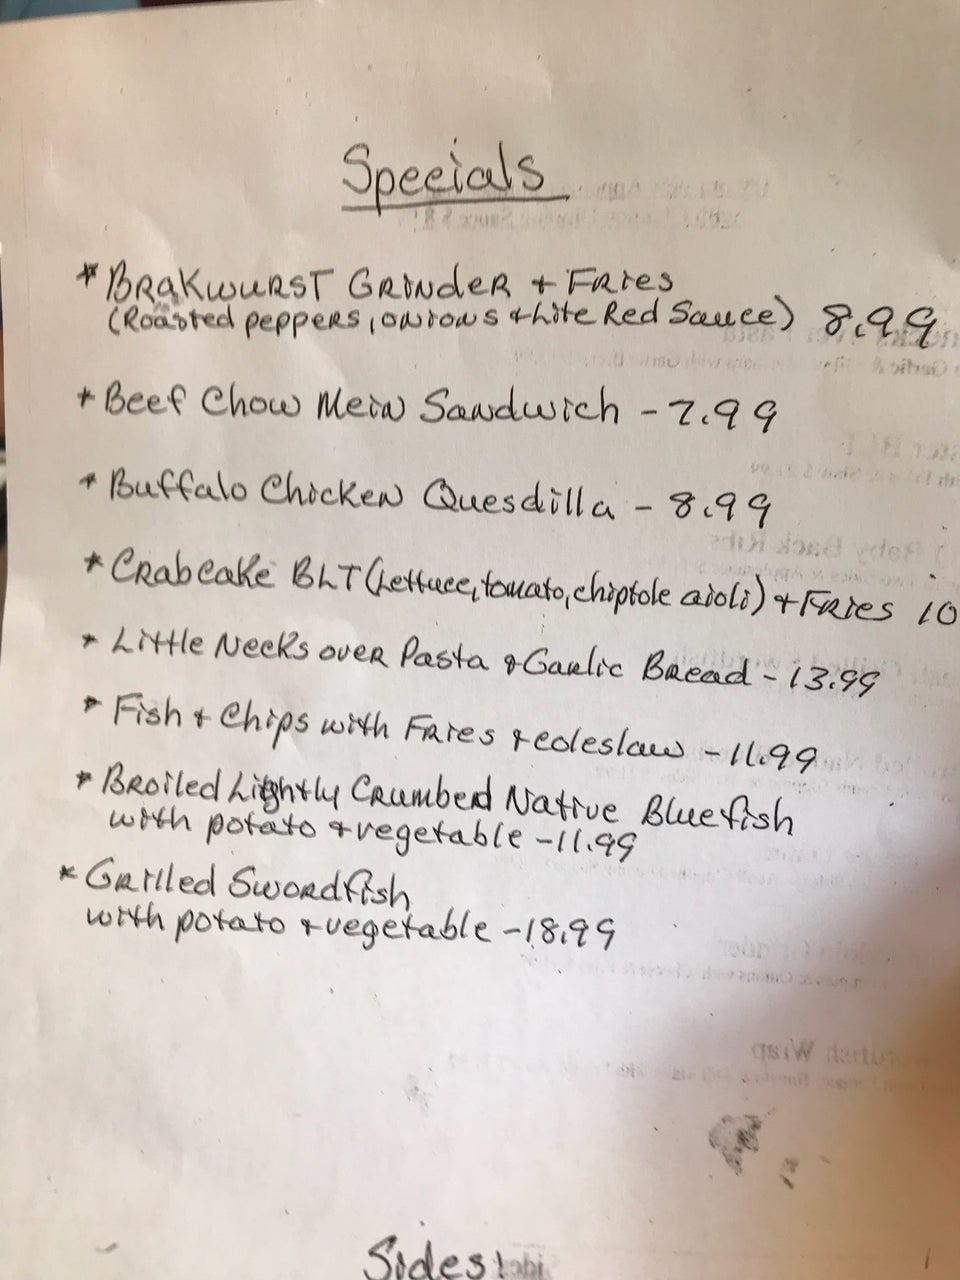 Specials
* Brakwurst Grinder + Fries
(Roasted peppers, onions + Lite Red Sauce) 8.99
* Beef Chow Mein Sandwich - 7.99
* Buffalo Chicken Quesdilla - 8.99
* Crabcake BLT (Lettuce, tomato, chiptole aioli) + Fries 10
* Little Necks over Pasta + Garlic Bread - 13.99
* Fish + Chips with Fries + coleslaw - 11.99
* Broiled Lightly Crumbed Native Bluefish
with potato + vegetable - 11.99
* Grilled Swordfish
with potato + vegetable - 18.99
Sides: